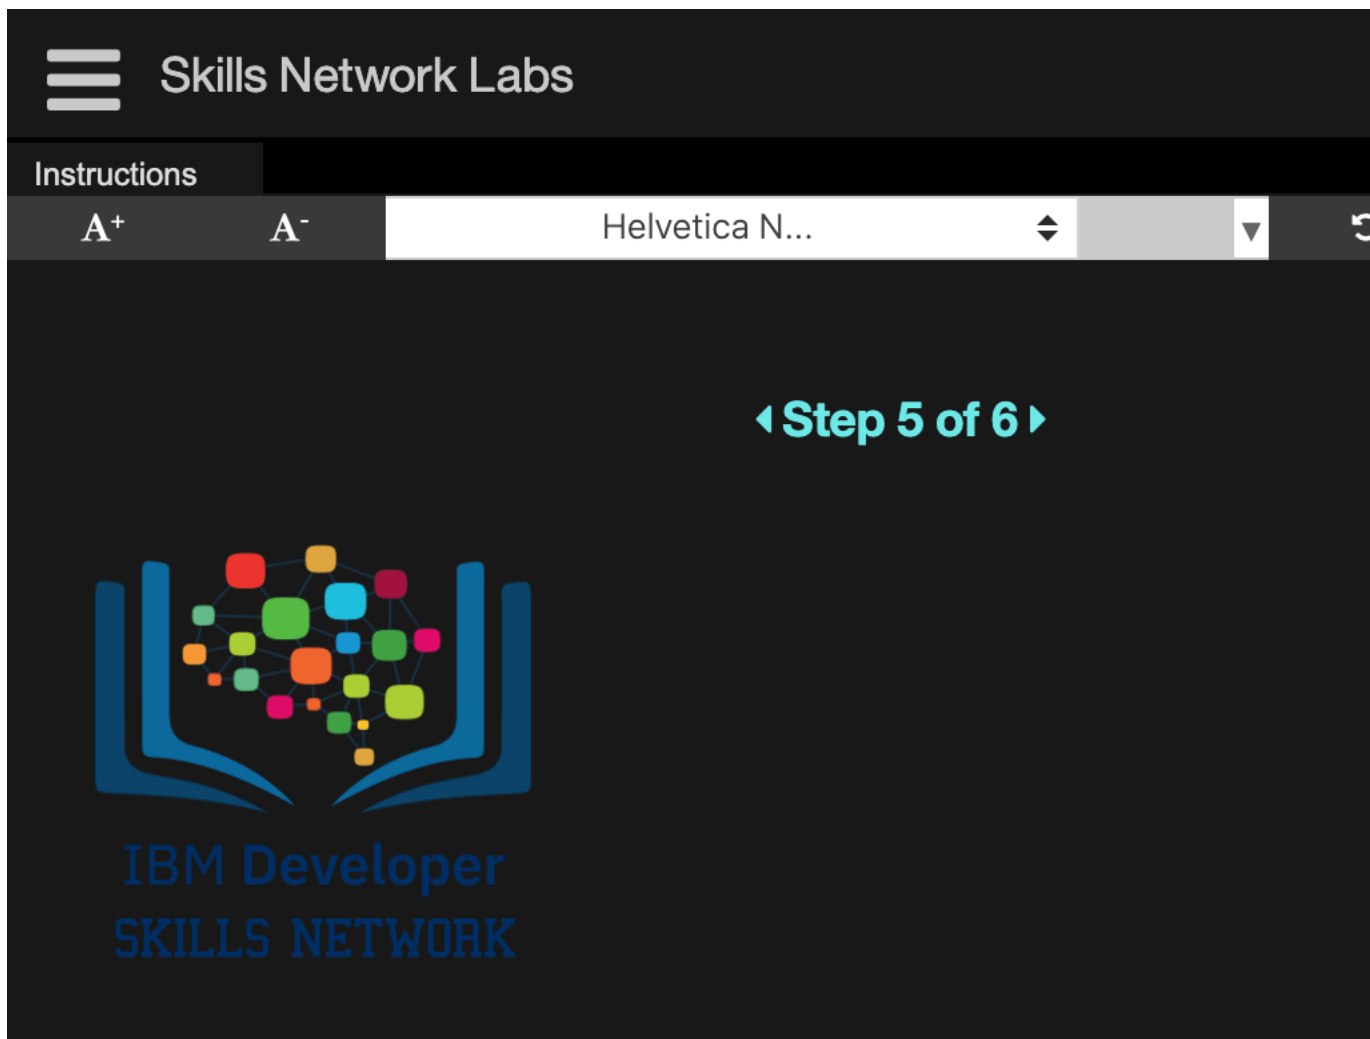 Skills Network Labs
Instructions
A+ A- Helvetica N...
Step 5 of 6
IBM Developer
SKILLS NETWORK